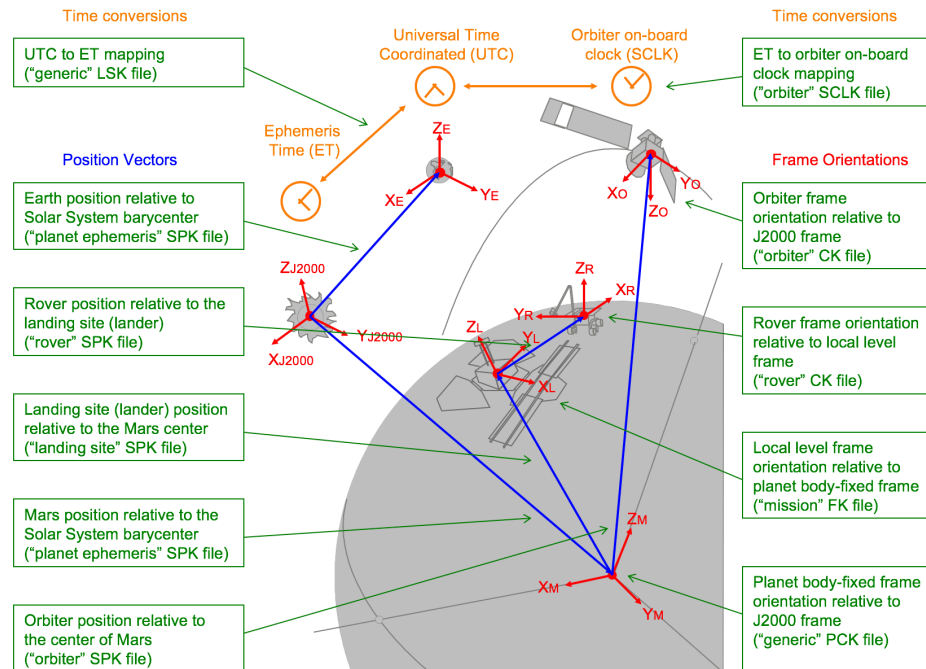 Time conversions
UTC to ET mapping
(“generic” LSK file)
Universal Time
Coordinated (UTC)
Orbiter on-board
clock (SCLK)
Time conversions
ET to orbiter on-board
clock mapping
(”orbiter” SCLK file)
Ephemeris
Time (ET)
Position Vectors
Earth position relative to
Solar System barycenter
(“planet ephemeris” SPK file)
Rover position relative to the
landing site (lander)
(“rover” SPK file)
Landing site (lander) position
relative to the Mars center
(“landing site” SPK file)
Mars position relative to the
Solar System barycenter
(“planet ephemeris” SPK file)
Orbiter position relative to
the center of Mars
(“orbiter” SPK file)
ZE
XE
YE
XO
YO
ZO
ZJ2000
YJ2000
XJ2000
ZR
XR
YR
ZL
YL
XL
ZM
XM
YM
Frame Orientations
Orbiter frame
orientation relative to
J2000 frame
(“orbiter” CK file)
Rover frame orientation
relative to local level
frame
(“rover” CK file)
Local level frame
orientation relative to
planet body-fixed frame
(“mission” FK file)
Planet body-fixed frame
orientation relative to
J2000 frame
(“generic” PCK file)